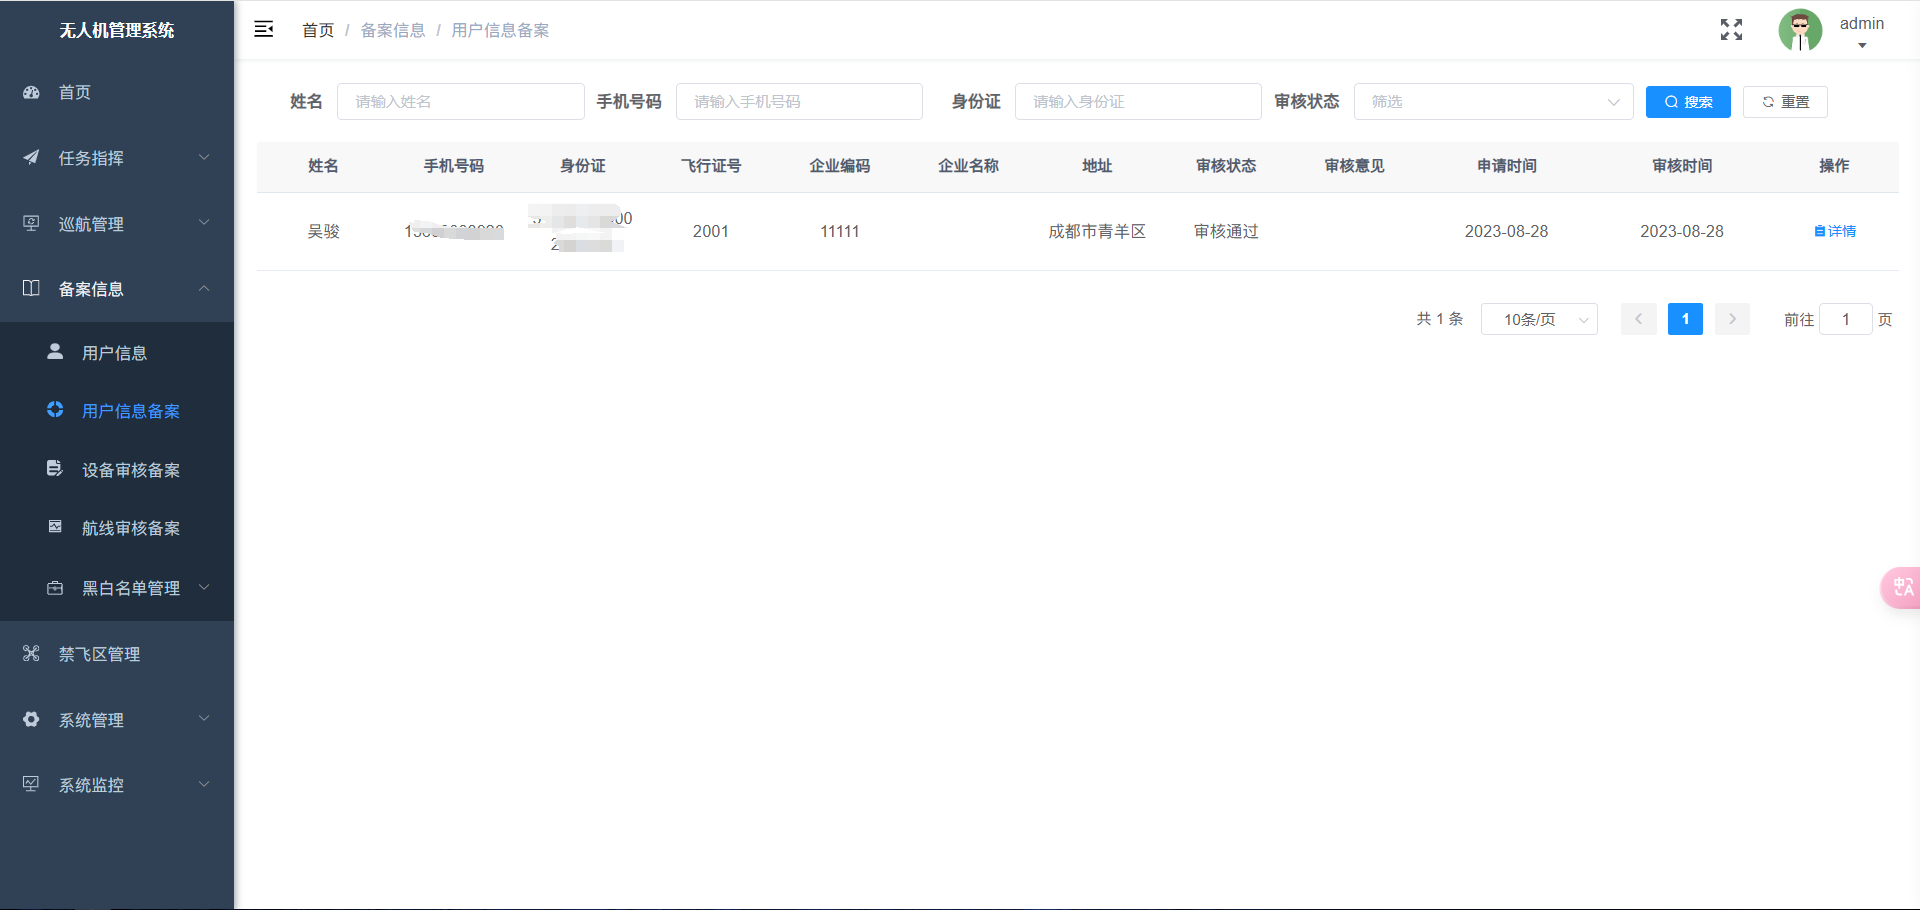 无人机管理系统
首页 / 备案信息 / 用户信息备案
admin
首页
任务指挥
巡航管理
备案信息
用户信息
用户信息备案
设备审核备案
航线审核备案
黑白名单管理
禁飞区管理
系统管理
系统监控
姓名 请输入姓名 手机号码 请输入手机号码 身份证 请输入身份证 审核状态 筛选 搜索 重置
姓名 手机号码 身份证 飞行证号 企业编码 企业名称 地址 审核状态 审核意见 申请时间 审核时间 操作
吴骏 2001 11111 成都市青羊区 审核通过 2023-08-28 2023-08-28 详情
共 1 条 10条/页 1 前往 1 页